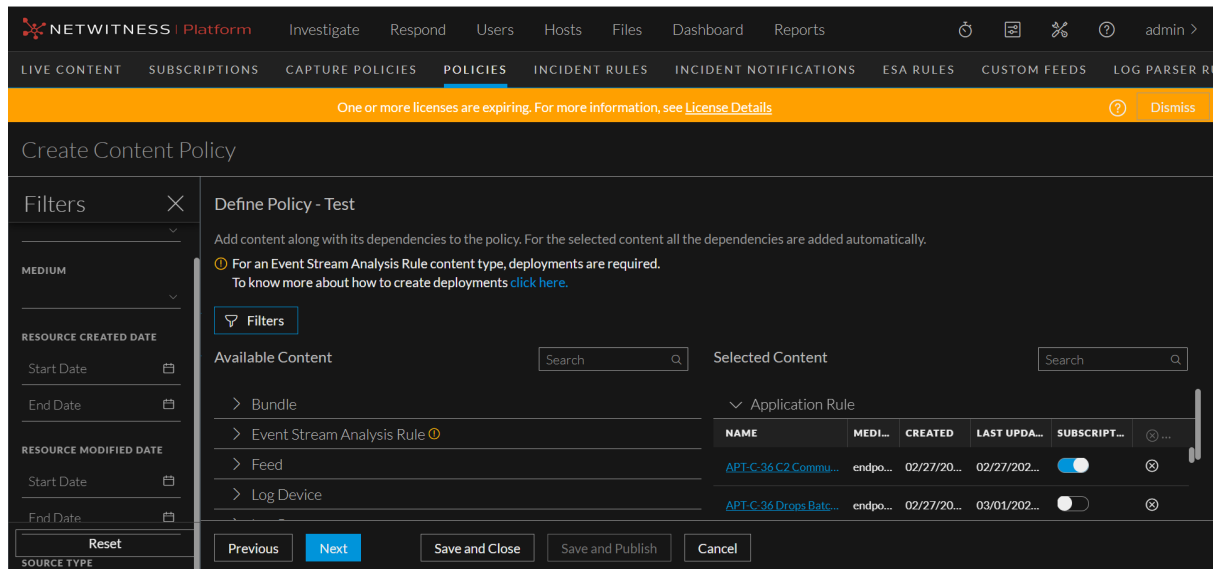 NETWITNESS | Platform Investigate Respond Users Hosts Files Dashboard Reports admin >
LIVE CONTENT SUBSCRIPTIONS CAPTURE POLICIES POLICIES INCIDENT RULES INCIDENT NOTIFICATIONS ESA RULES CUSTOM FEEDS LOG PARSER RU
One or more licenses are expiring. For more information, see License Details Dismiss
Create Content Policy
Filters
MEDIUM
RESOURCE CREATED DATE
Start Date
End Date
RESOURCE MODIFIED DATE
Start Date
End Date
Reset
SOURCE TYPE
Define Policy - Test
Add content along with its dependencies to the policy. For the selected content all the dependencies are added automatically.
For an Event Stream Analysis Rule content type, deployments are required.
To know more about how to create deployments click here.
Filters
Available Content Search
> Bundle
> Event Stream Analysis Rule
> Feed
> Log Device
Selected Content Search
Application Rule
NAME MEDI... CREATED LAST UPDA... SUBSCRIPT... ...
APT-C-36 C2 Commu... endpo... 02/27/20... 02/27/202...
APT-C-36 Drops Batc... endpo... 02/27/20... 03/01/202...
Previous Next Save and Close Save and Publish Cancel